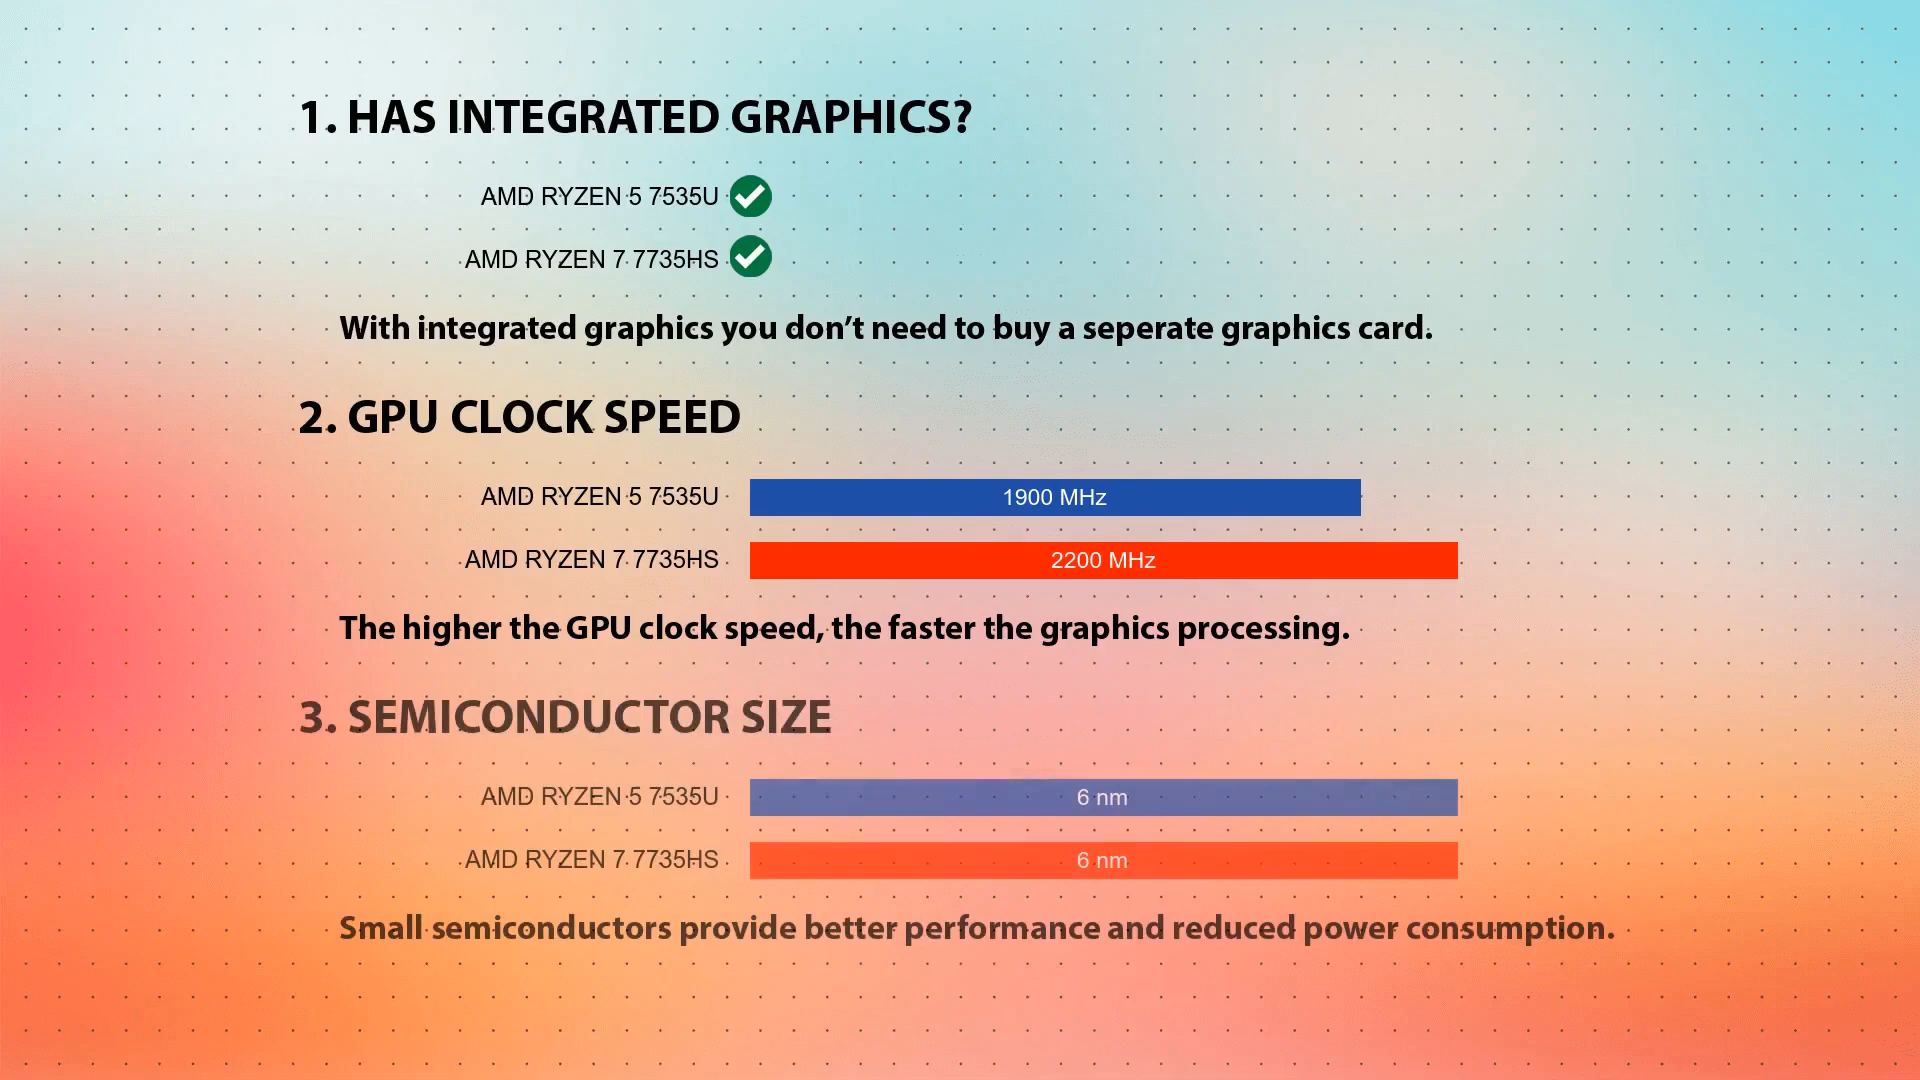 1. HAS INTEGRATED GRAPHICS?
AMD RYZEN 5 7535U
AMD RYZEN 7 7735HS
With integrated graphics you don’t need to buy a seperate graphics card.
2. GPU CLOCK SPEED
AMD RYZEN 5 7535U 1900 MHz
AMD RYZEN 7 7735HS 2200 MHz
The higher the GPU clock speed, the faster the graphics processing.
3. SEMICONDUCTOR SIZE
AMD RYZEN 5 7535U 6 nm
AMD RYZEN 7 7735HS 6 nm
Small semiconductors provide better performance and reduced power consumption.